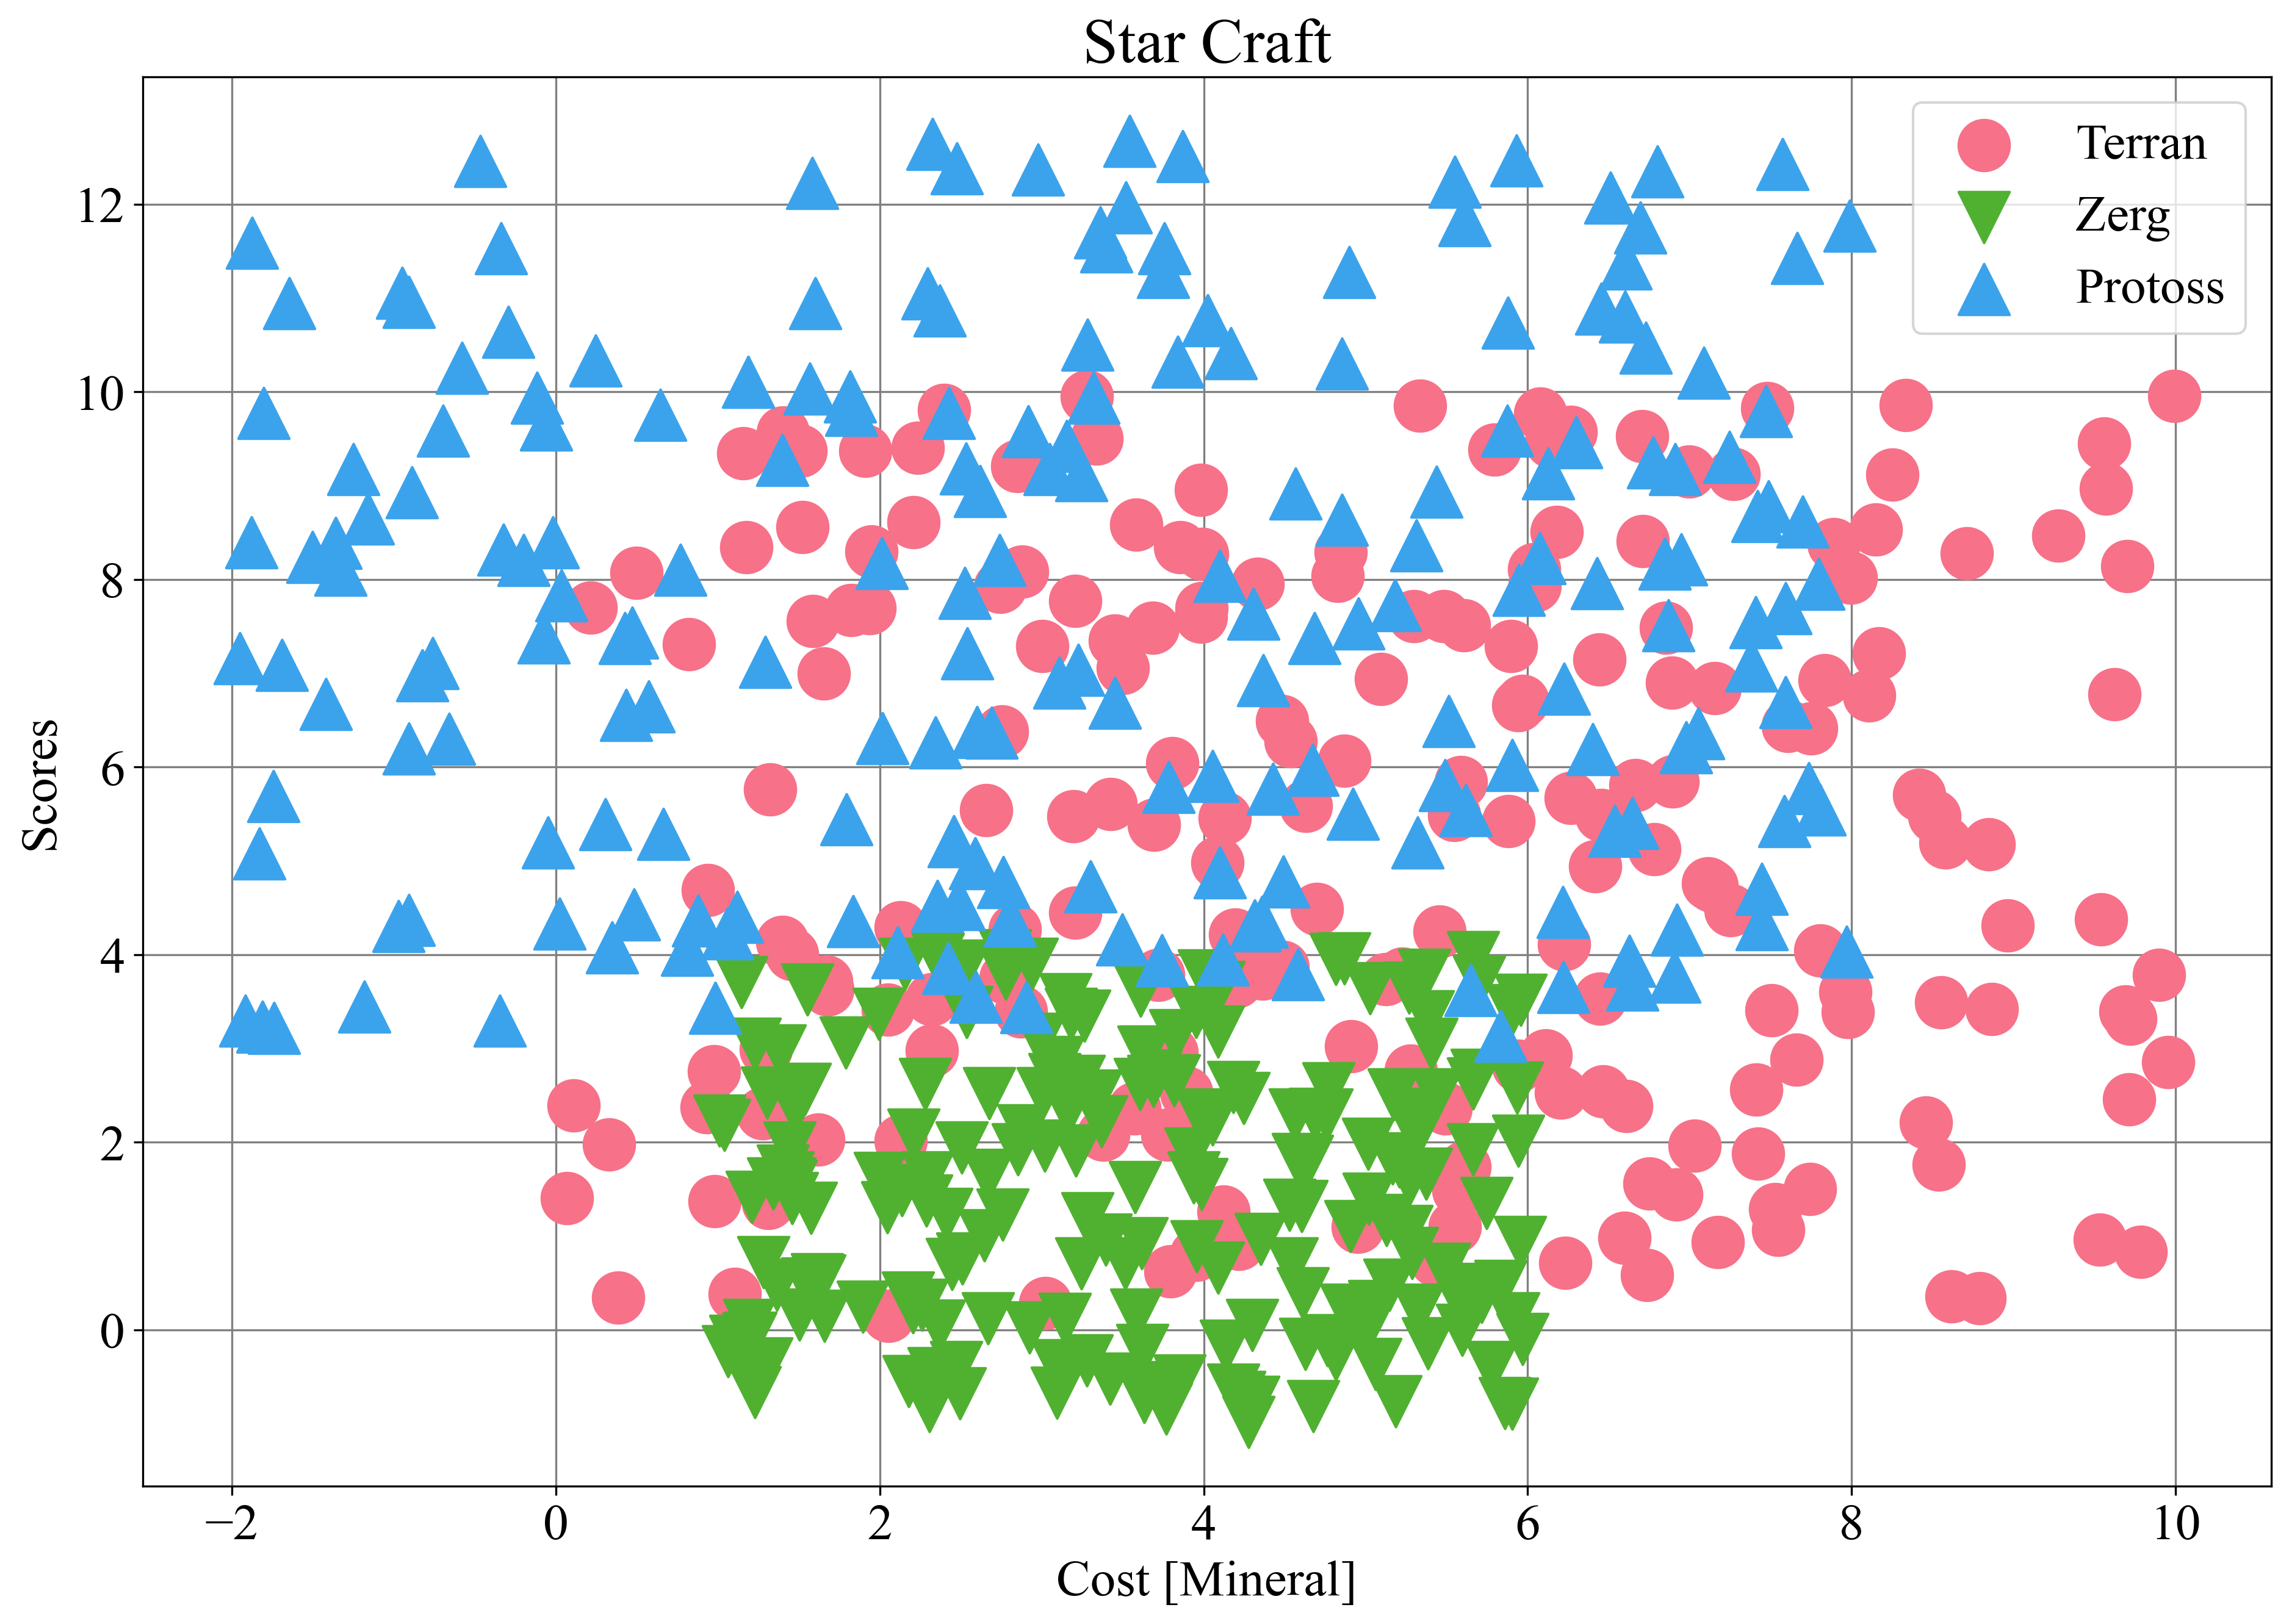 Star Craft
Terran
Zerg
Protoss
12
10
8
6
4
2
0
Scores
−2 0 2 4 6 8 10
Cost [Mineral]